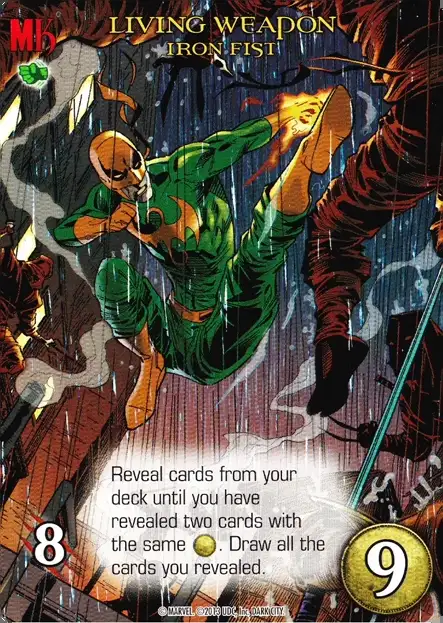 LIVING WEAPON
IRON FIST
MK
Reveal cards from your
deck until you have
revealed two cards with
the same . Draw all the
cards you revealed.
8
9
© MARVEL. ©2013 UDC, Inc. DARK CITY.